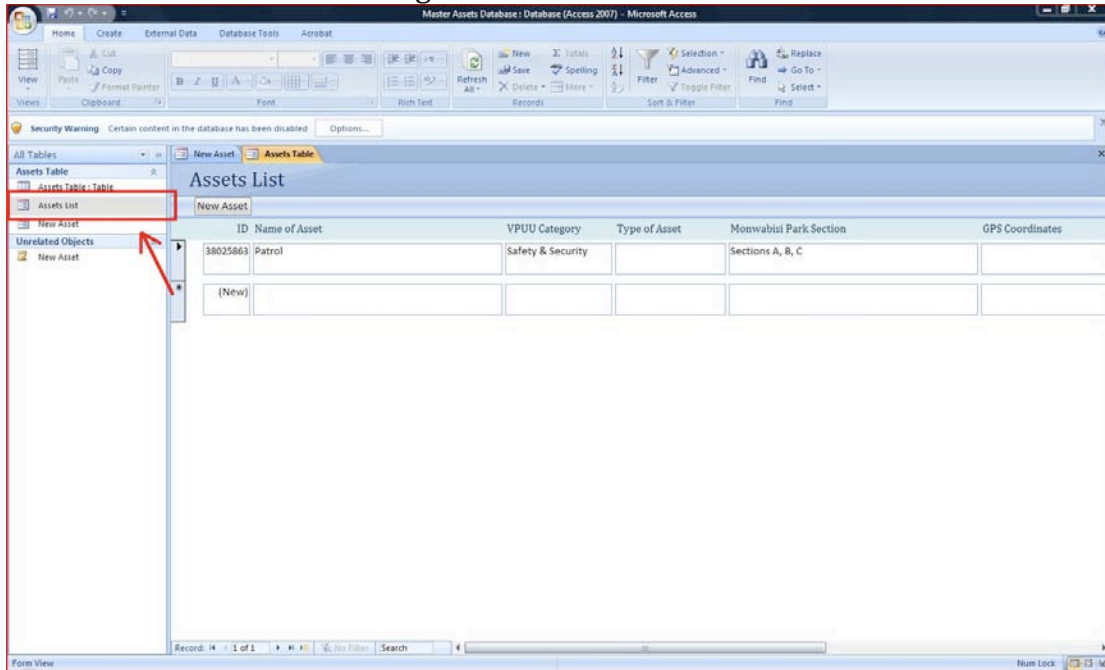 Master Assets Database : Database (Access 2007) - Microsoft Access
Home Create External Data Database Tools Acrobat
View Paste Cut Copy Format Painter
B I U A
Refresh All New Save Delete Totals Spelling More
Filter Selection Advanced Toggle Filter
Find Replace Go To Select
Views Clipboard Font Rich Text Records Sort & Filter Find
Security Warning Certain content in the database has been disabled Options...
All Tables New Asset Assets Table
Assets Table
Assets Table : Table
Assets List
New Asset
Unrelated Objects
New Asset
Assets List
New Asset
ID Name of Asset VPUU Category Type of Asset Monwabisi Park Section GPS Coordinates
38025863 Patrol Safety & Security Sections A, B, C
* (New)
Record: 1 of 1 No Filter Search
Form View Num Lock